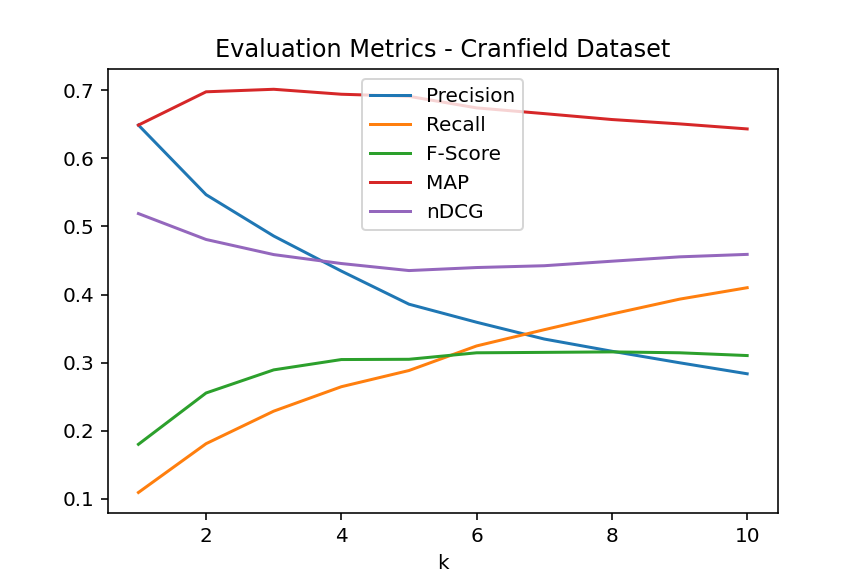 Evaluation Metrics - Cranfield Dataset
0.7
0.6
0.5
0.4
0.3
0.2
0.1
Precision
Recall
F-Score
MAP
nDCG
2 4 6 8 10
k